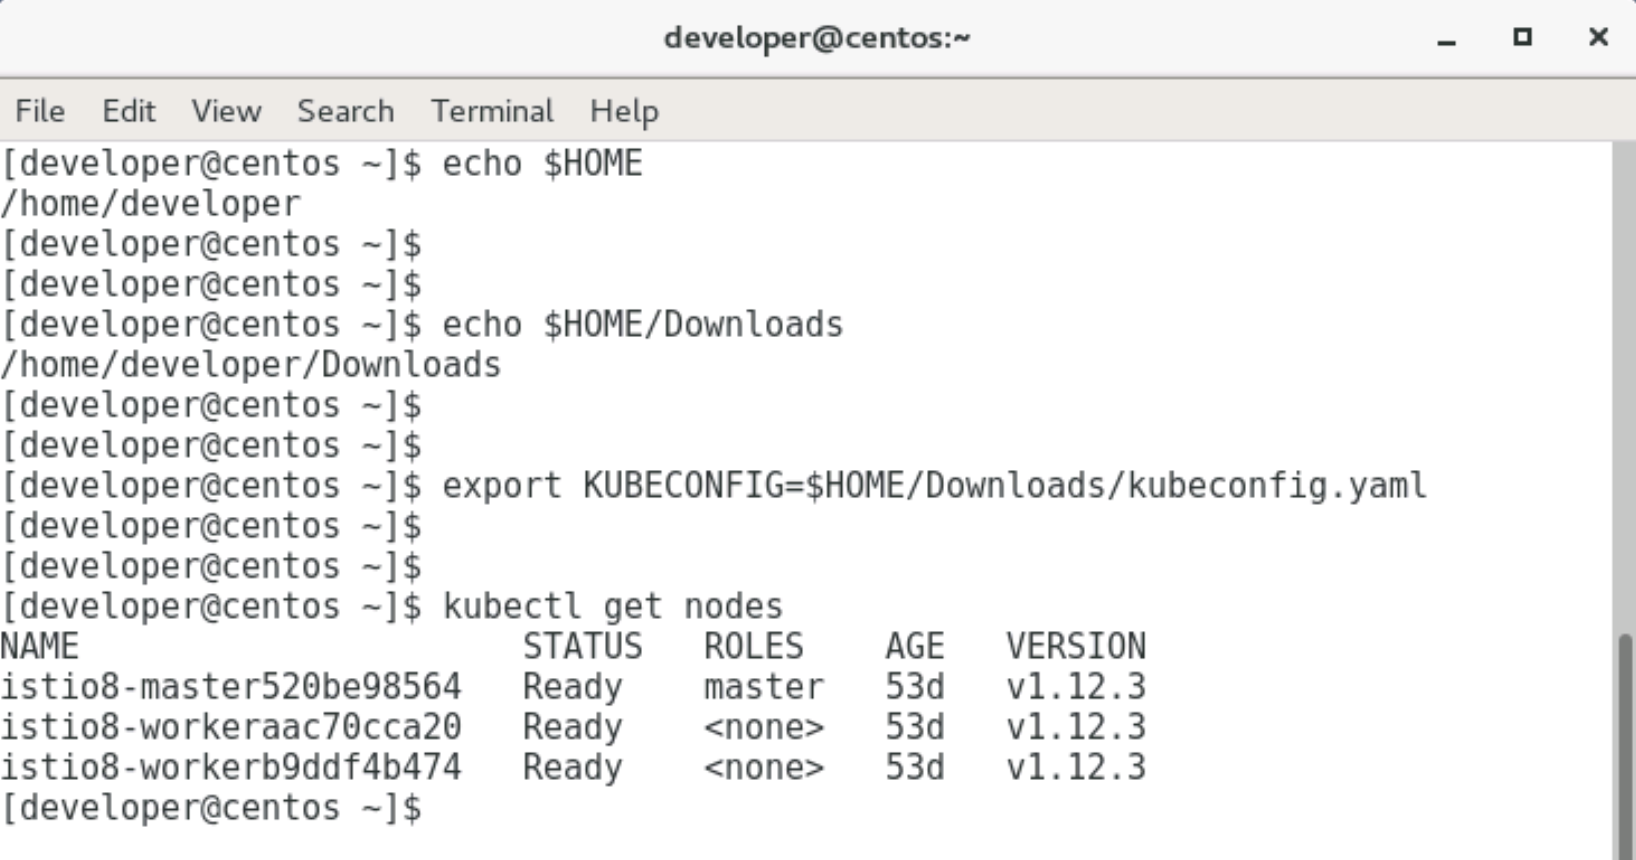 developer@centos:~
File Edit View Search Terminal Help
[developer@centos ~]$ echo $HOME
/home/developer
[developer@centos ~]$
[developer@centos ~]$
[developer@centos ~]$ echo $HOME/Downloads
/home/developer/Downloads
[developer@centos ~]$
[developer@centos ~]$
[developer@centos ~]$ export KUBECONFIG=$HOME/Downloads/kubeconfig.yaml
[developer@centos ~]$
[developer@centos ~]$
[developer@centos ~]$ kubectl get nodes
NAME                      STATUS   ROLES    AGE   VERSION
istio8-master520be98564   Ready    master   53d   v1.12.3
istio8-workeraac70cca20   Ready    <none>   53d   v1.12.3
istio8-workerb9ddf4b474   Ready    <none>   53d   v1.12.3
[developer@centos ~]$